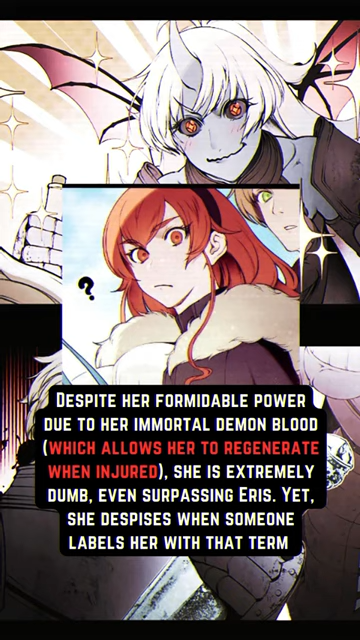 ?
Despite her formidable power
due to her immortal demon blood
(which allows her to regenerate
when injured), she is extremely
dumb, even surpassing Eris. Yet,
she despises when someone
labels her with that term